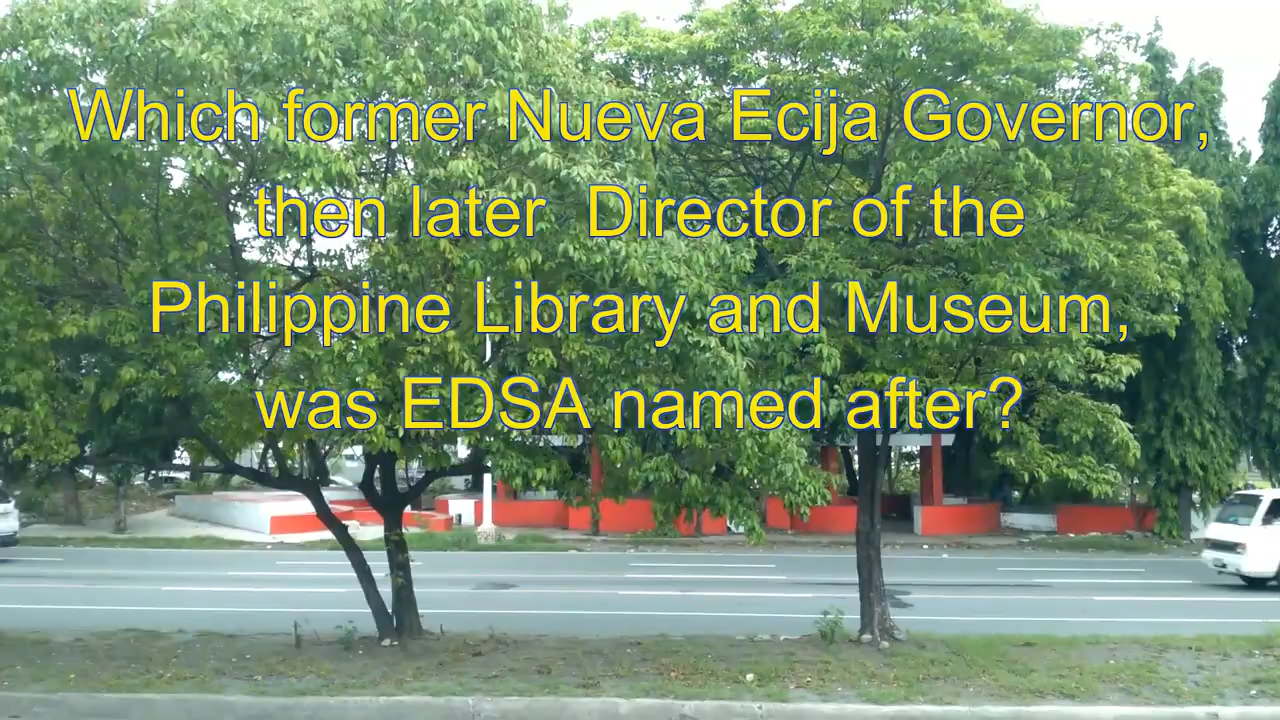 Which former Nueva Ecija Governor,
then later  Director of the
Philippine Library and Museum,
was EDSA named after?